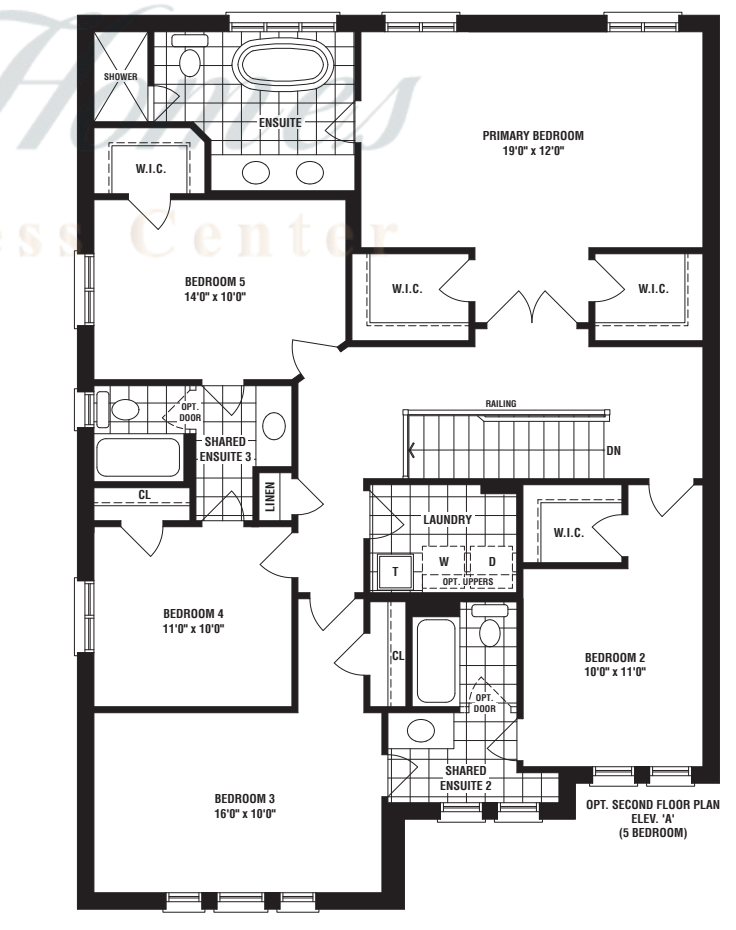 Homes
ess Center
SHOWER
ENSUITE
PRIMARY BEDROOM
19'0" x 12'0"
W.I.C.
BEDROOM 5
14'0" x 10'0"
W.I.C.
W.I.C.
OPT.
DOOR
SHARED
ENSUITE 3
RAILING
DN
CL
LINEN
LAUNDRY
W.I.C.
T
W
D
OPT. UPPERS
BEDROOM 4
11'0" x 10'0"
CL
BEDROOM 2
10'0" x 11'0"
OPT.
DOOR
SHARED
ENSUITE 2
BEDROOM 3
16'0" x 10'0"
OPT. SECOND FLOOR PLAN
ELEV. 'A'
(5 BEDROOM)